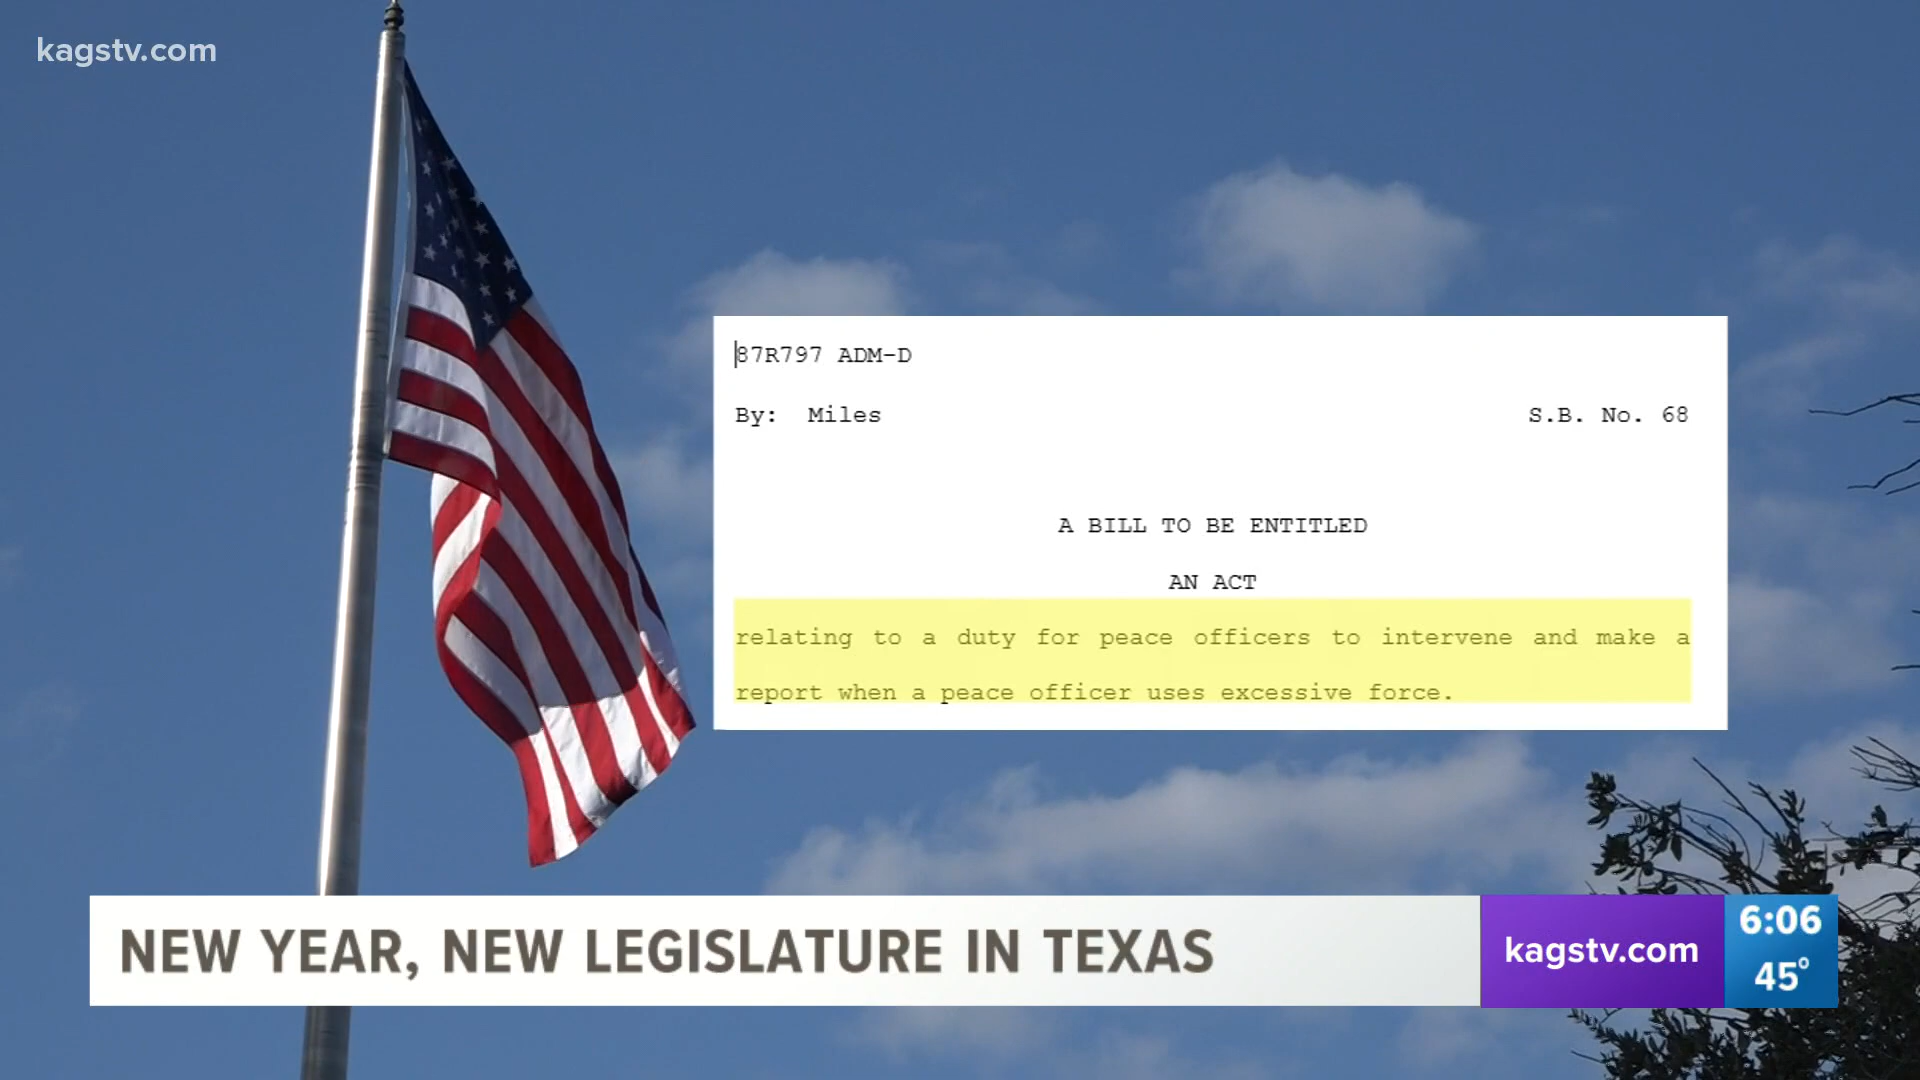 kagstv.com
87R797 ADM-D
By: Miles S.B. No. 68
A BILL TO BE ENTITLED
AN ACT
relating to a duty for peace officers to intervene and make a
report when a peace officer uses excessive force.
NEW YEAR, NEW LEGISLATURE IN TEXAS
kagstv.com
6:06
45°